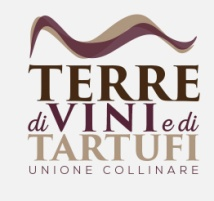 TERRE
di VINI e di
TARTUFI
UNIONE COLLINARE